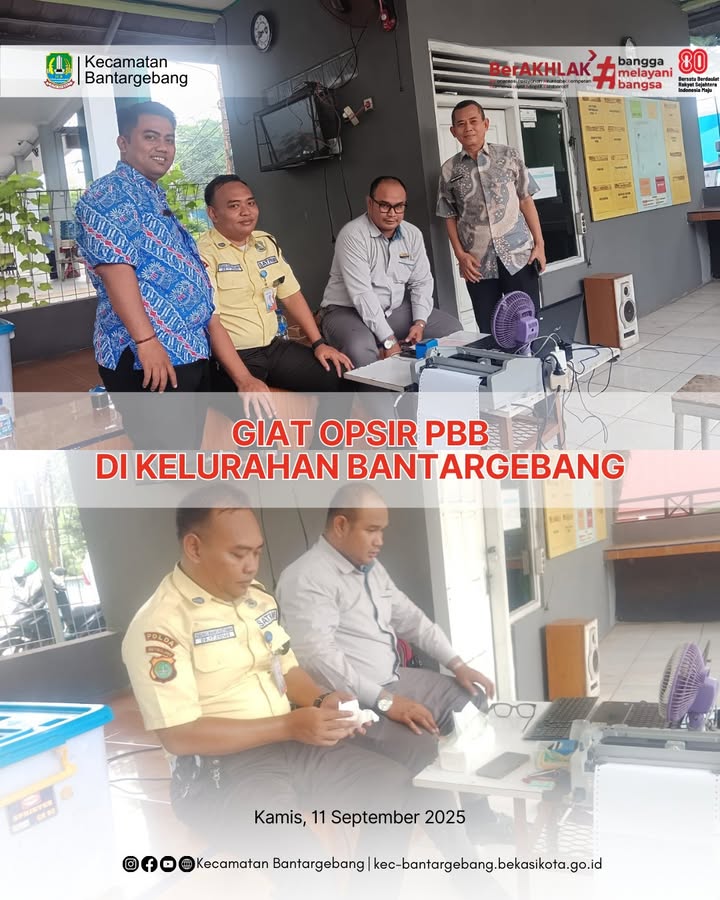 Kecamatan
Bantargebang
BerAKHLAK
#bangga
melayani
bangsa
80
Bersatu Berdaulat
Rakyat Sejahtera
Indonesia Maju
GIAT OPSIR PBB
DI KELURAHAN BANTARGEBANG
POLDA
Kamis, 11 September 2025
Kecamatan Bantargebang | kec-bantargebang.bekasikota.go.id